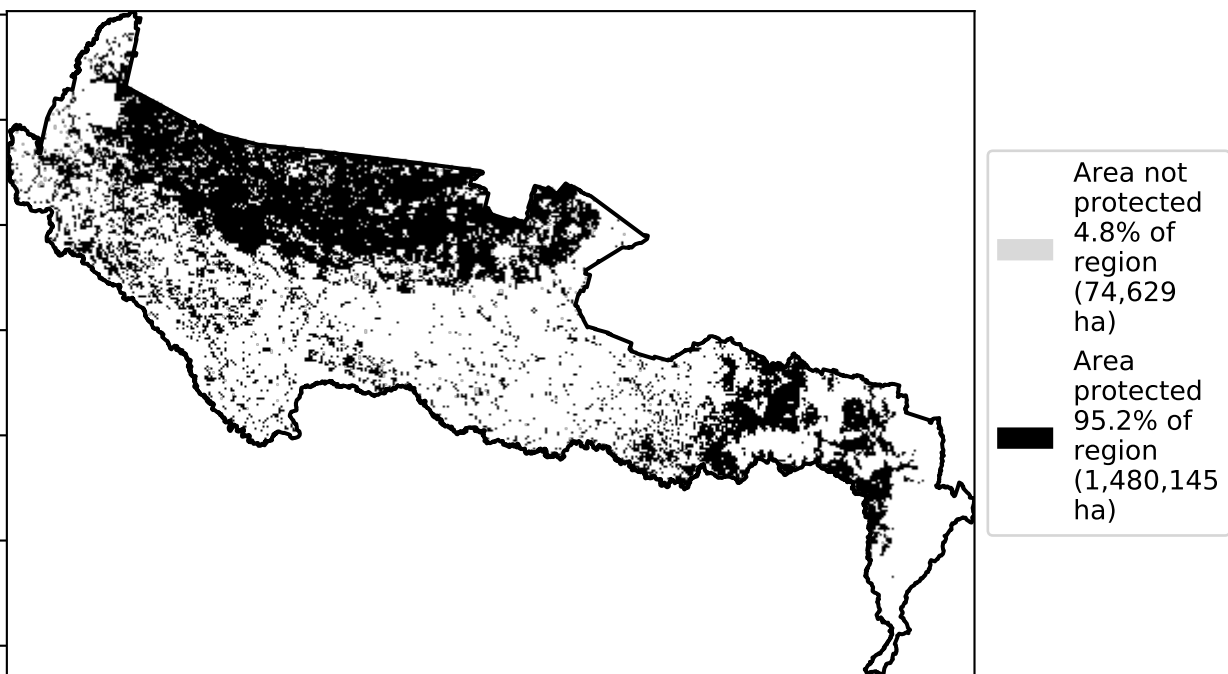 Area not
protected
4.8% of
region
(74,629
ha)
Area
protected
95.2% of
region
(1,480,145
ha)